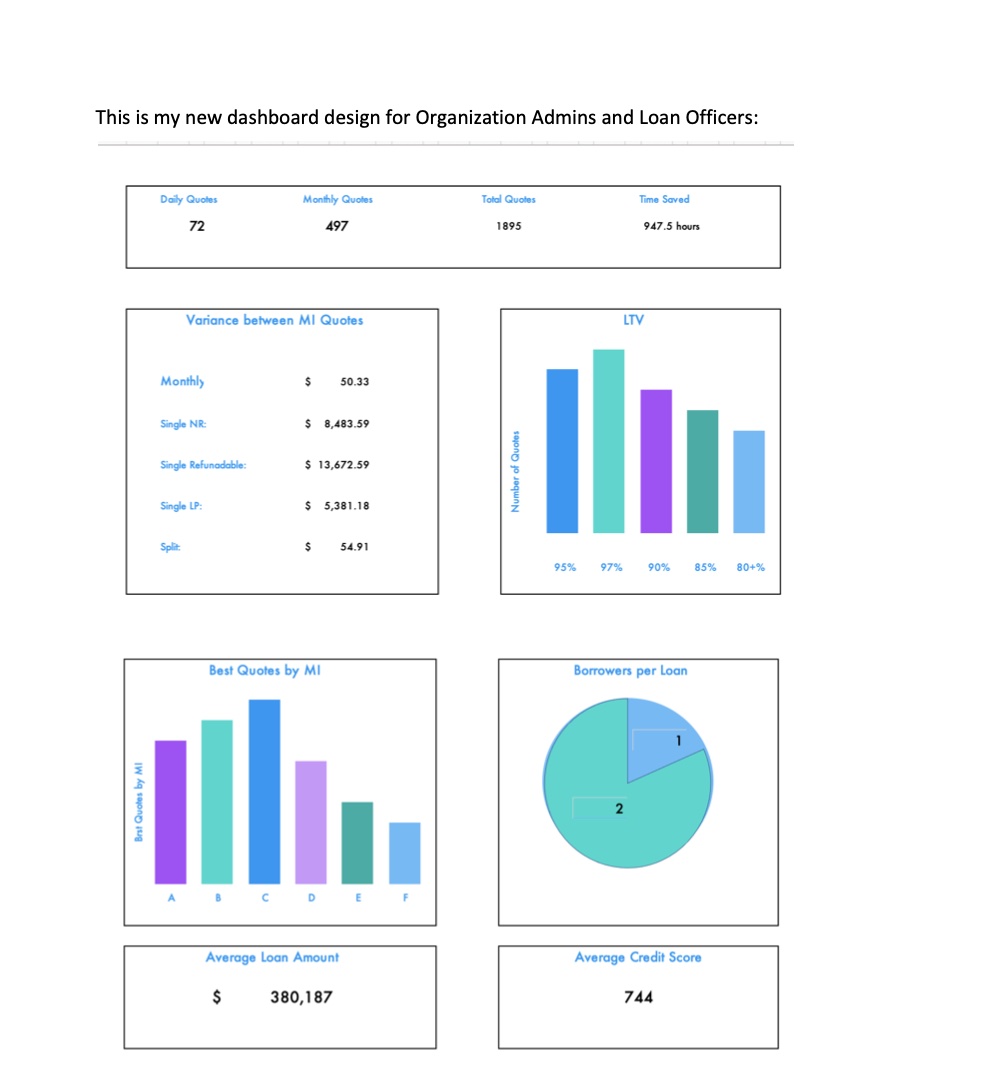 This is my new dashboard design for Organization Admins and Loan Officers:
Daily Quotes Monthly Quotes Total Quotes Time Saved
72 497 1895 947.5 hours
Variance between MI Quotes
Monthly $ 50.33
Single NR: $ 8,483.59
Single Refunadable: $ 13,672.59
Single LP: $ 5,381.18
Split: $ 54.91
LTV
Number of Quotes
95% 97% 90% 85% 80+%
Best Quotes by MI
Brst Quotes by MI
A B C D E F
Borrowers per Loan
1
2
Average Loan Amount
$ 380,187
Average Credit Score
744